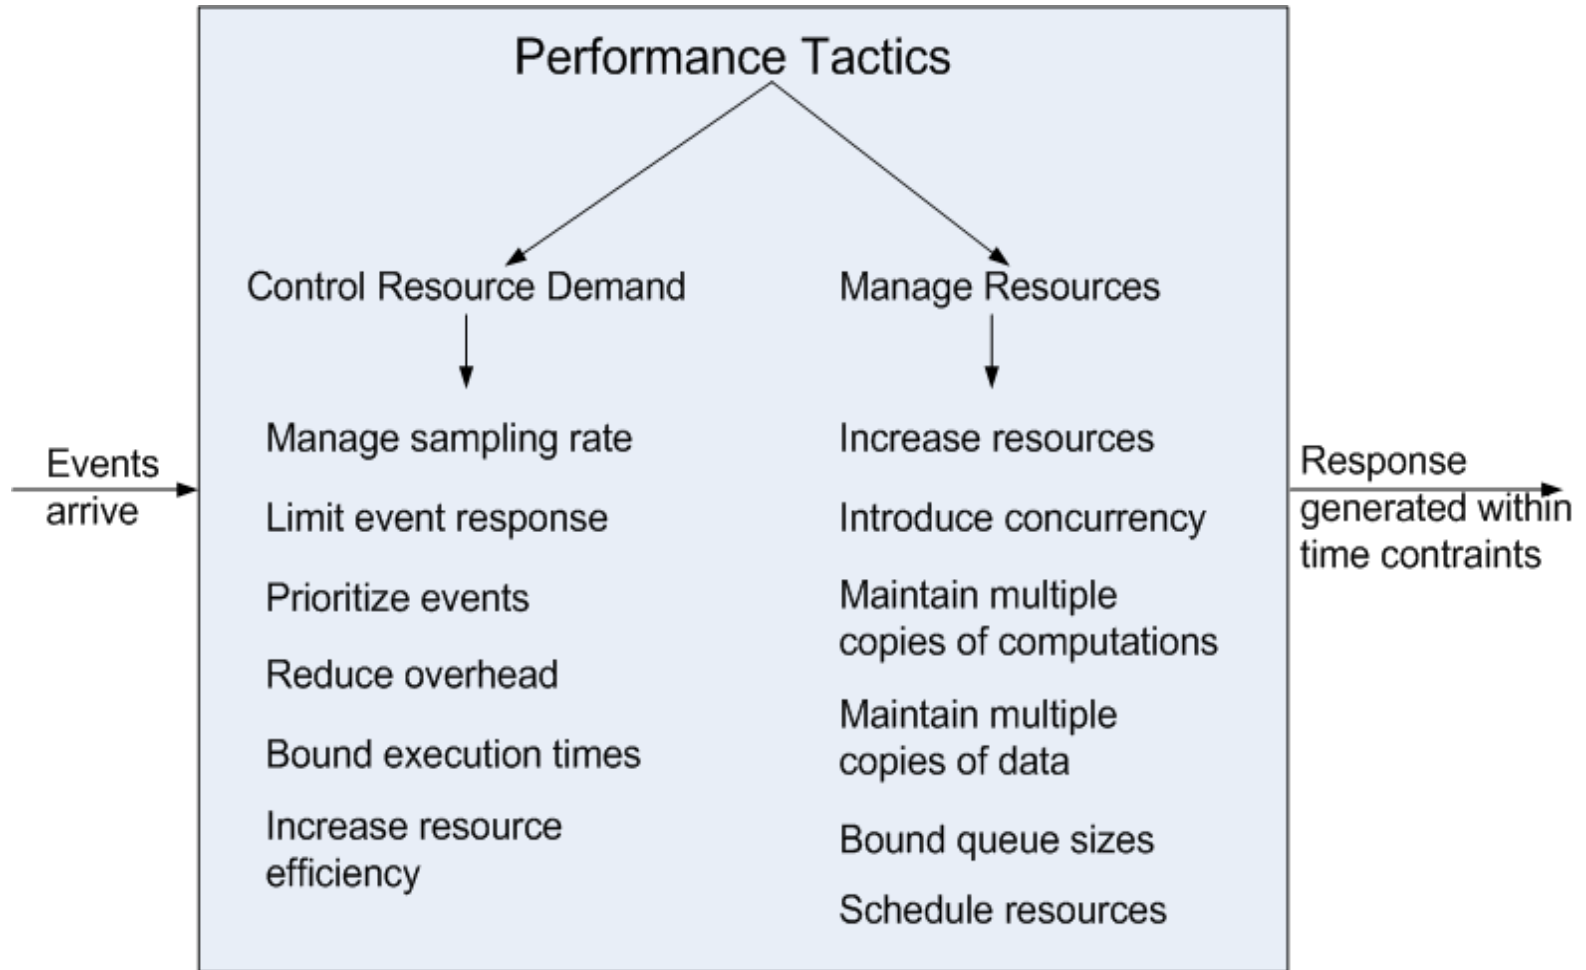 Performance Tactics
Control Resource Demand
Manage Resources
Events
arrive
Manage sampling rate
Limit event response
Prioritize events
Reduce overhead
Bound execution times
Increase resource
efficiency
Increase resources
Introduce concurrency
Maintain multiple
copies of computations
Maintain multiple
copies of data
Bound queue sizes
Schedule resources
Response
generated within
time contraints